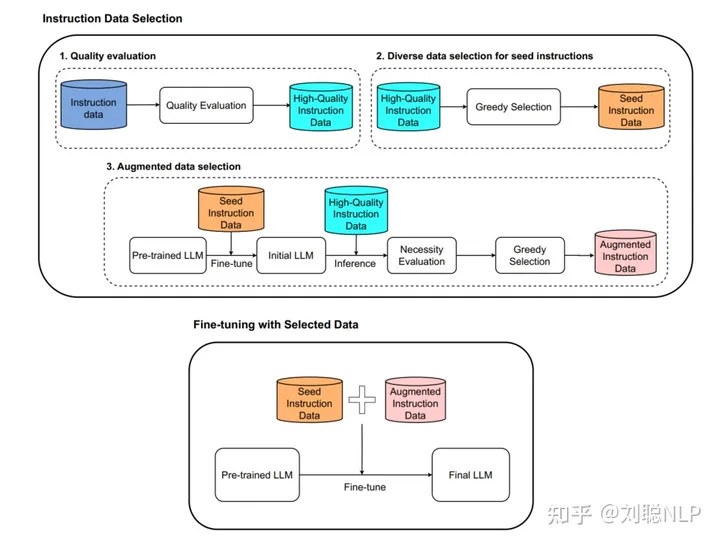 Instruction Data Selection
1. Quality evaluation
Instruction
data
Quality Evaluation
High-Quality
Instruction
Data
2. Diverse data selection for seed instructions
High-Quality
Instruction
Data
Greedy Selection
Seed
Instruction
Data
3. Augmented data selection
Seed
Instruction
Data
High-Quality
Instruction
Data
Pre-trained LLM
Fine-tune
Initial LLM
Inference
Necessity
Evaluation
Greedy
Selection
Augmented
Instruction
Data
Fine-tuning with Selected Data
Seed
Instruction
Data
Augmented
Instruction
Data
Pre-trained LLM
Fine-tune
Final LLM
知乎 @刘聪NLP